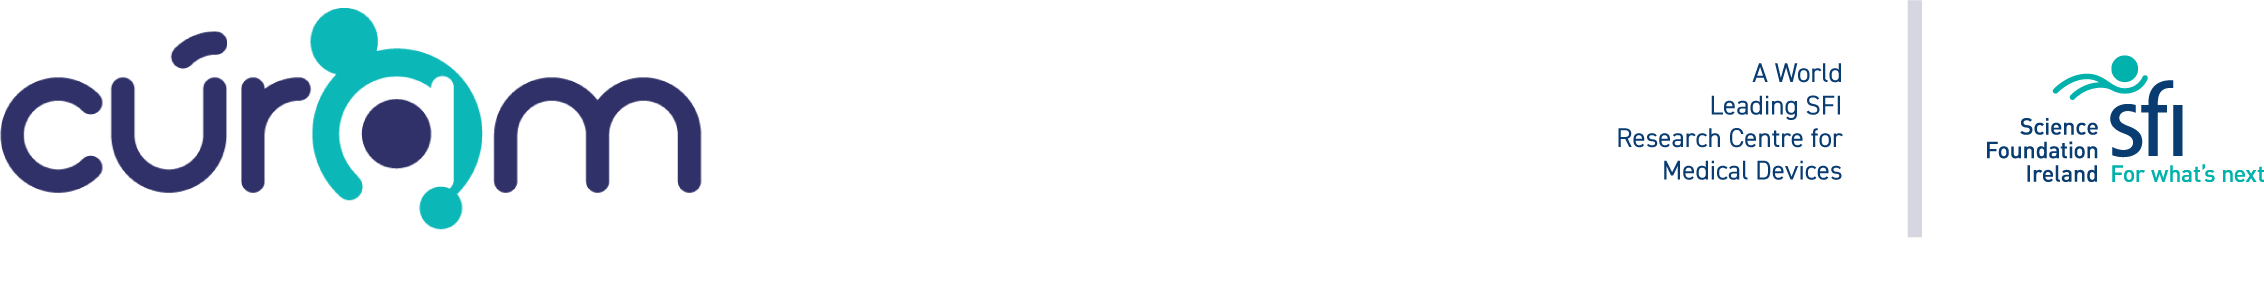 cúram
A World
Leading SFI
Research Centre for
Medical Devices
Science
Foundation
Ireland
sfi
For what's next